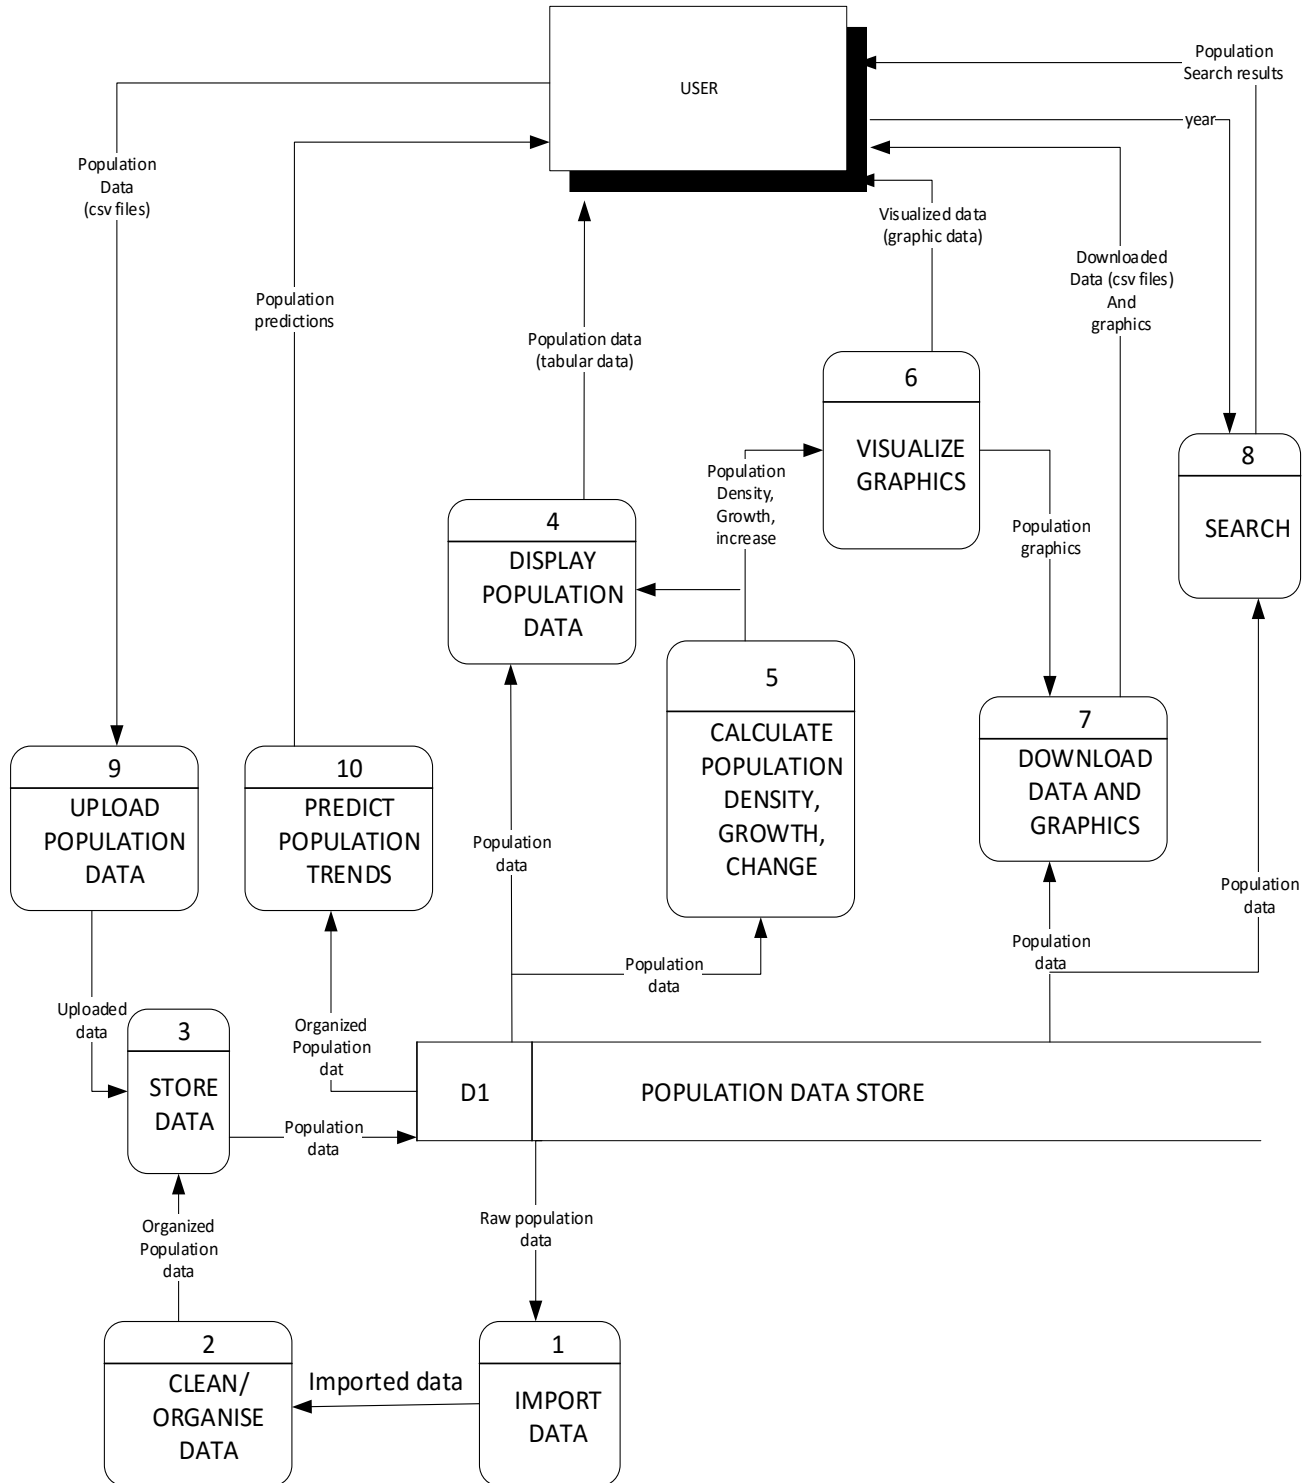 USER
Population
Search results
year
Population
Data
(csv files)
Visualized data
(graphic data)
Downloaded
Data (csv files)
And
graphics
Population
predictions
Population data
(tabular data)
6
VISUALIZE
GRAPHICS
8
SEARCH
Population
Density,
Growth,
increase
4
DISPLAY
POPULATION
DATA
Population
graphics
5
CALCULATE
POPULATION
DENSITY,
GROWTH,
CHANGE
7
DOWNLOAD
DATA AND
GRAPHICS
9
UPLOAD
POPULATION
DATA
10
PREDICT
POPULATION
TRENDS
Population
data
Population
data
Population
data
Population
data
Uploaded
data
3
STORE
DATA
Organized
Population
dat
D1
POPULATION DATA STORE
Population
data
Organized
Population
data
Raw population
data
2
CLEAN/
ORGANISE
DATA
Imported data
1
IMPORT
DATA